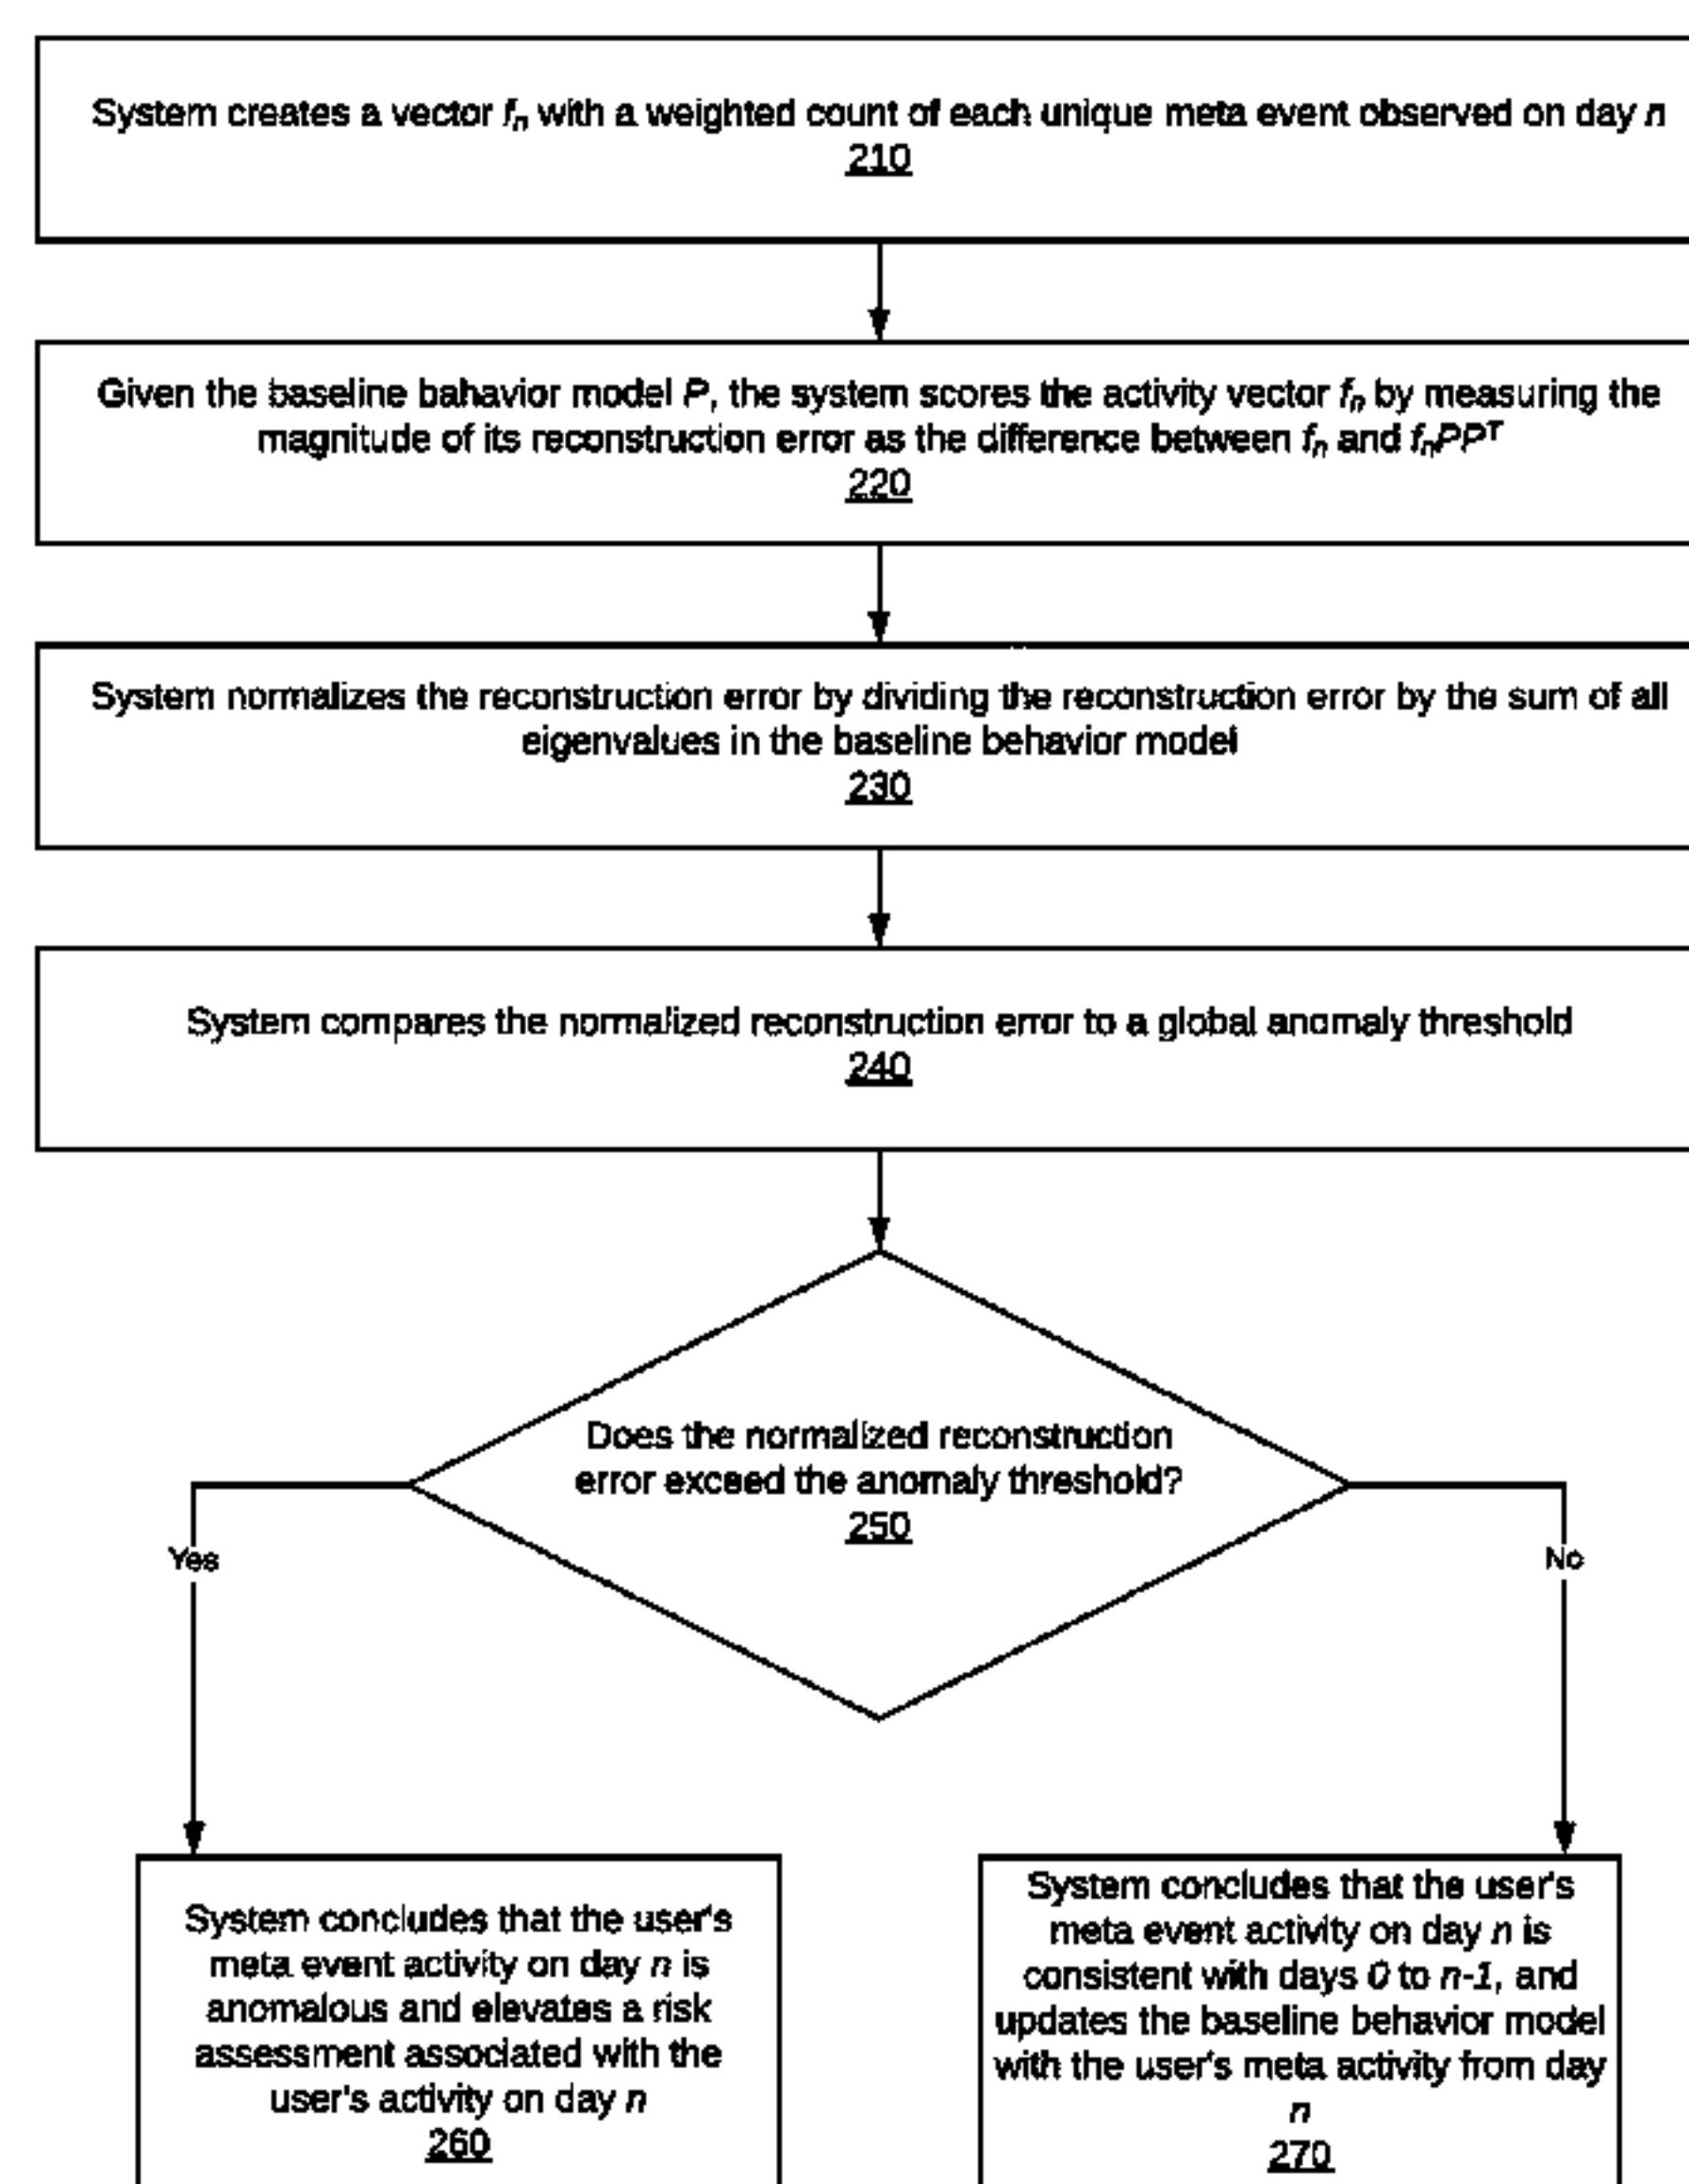 System creates a vector fn with a weighted count of each unique meta event observed on day n
210
Given the baseline bahavior model P, the system scores the activity vector fn by measuring the
magnitude of its reconstruction error as the difference between fn and fnPPT
220
System normalizes the reconstruction error by dividing the reconstruction error by the sum of all
eigenvalues in the baseline behavior model
230
System compares the normalized reconstruction error to a global anomaly threshold
240
Does the normalized reconstruction
error exceed the anomaly threshold?
250
Yes
No
System concludes that the user's
meta event activity on day n is
anomalous and elevates a risk
assessment associated with the
user's activity on day n
260
System concludes that the user's
meta event activity on day n is
consistent with days 0 to n-1, and
updates the baseline behavior model
with the user's meta activity from day
n
270